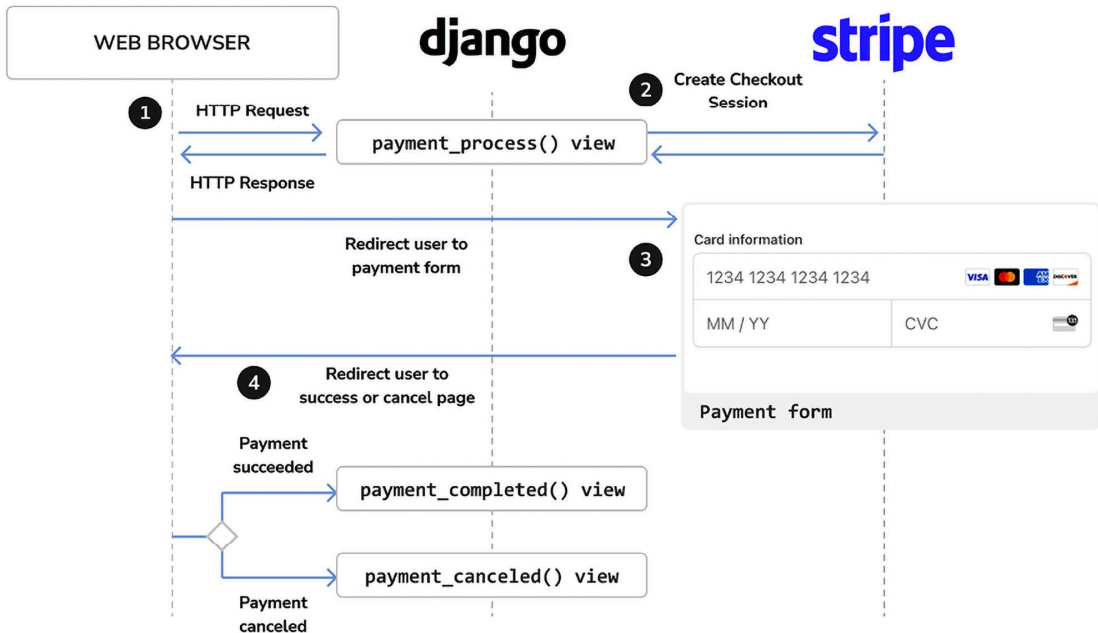 WEB BROWSER
django
stripe
1
HTTP Request
2
Create Checkout
Session
payment_process() view
HTTP Response
Redirect user to
payment form
3
Card information
1234 1234 1234 1234
VISA
DISCOVER
MM / YY
CVC
135
4
Redirect user to
success or cancel page
Payment form
Payment
succeeded
payment_completed() view
payment_canceled() view
Payment
canceled